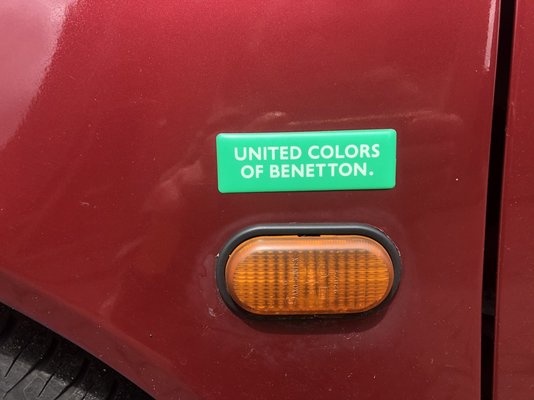 UNITED COLORS
OF BENETTON.